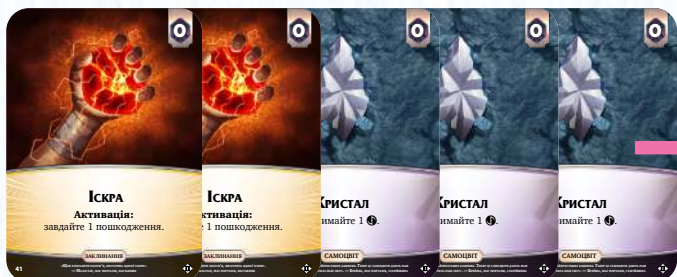 0
ІСКРА
Активація:
завдайте 1 пошкодження.
ЗАКЛИНАННЯ
41
0
ІСКРА
ктивація:
1 пошкодження.
ЗАКЛИНАННЯ
0
КРИСТАЛ
имайте 1
САМОЦВІТ
0
КРИСТАЛ
имайте 1
САМОЦВІТ
0
КРИСТАЛ
имайте 1
САМОЦВІТ